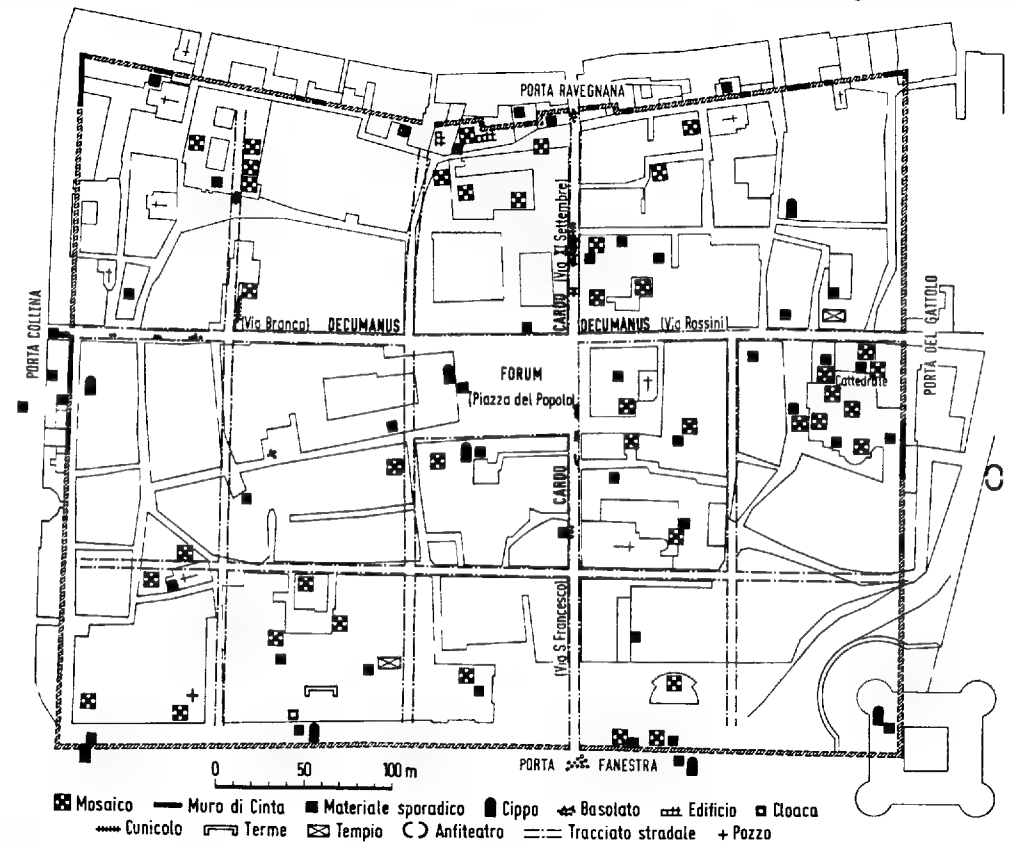 PORTA RAVEGNANA
CARDO (Via XI Settembre)
PORTA COLLINA
PORTA DEL GATTOLO
(Via Branca) DECUMANUS
DECUMANUS (Via Rossini)
FORUM
(Piazza del Popolo)
Cattedrale
CARDO
(Via S Francesco)
PORTA FANESTRA
0 50 100 m
Mosaico Muro di Cinta Materiale sporadico Cippo Basolato Edificio Cloaca
Cunicolo Terme Tempio Anfiteatro Tracciato stradale Pozzo